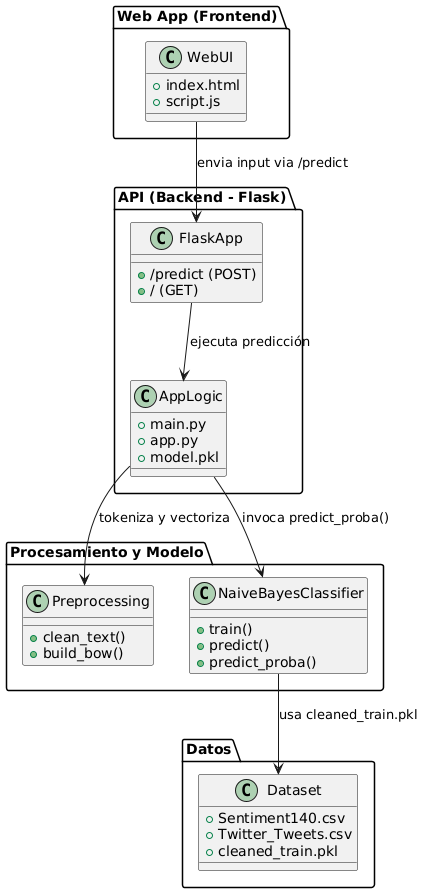 Web App (Frontend)
C WebUI
index.html
script.js
envia input via /predict
API (Backend - Flask)
C FlaskApp
/predict (POST)
/ (GET)
ejecuta predicción
C AppLogic
main.py
app.py
model.pkl
tokeniza y vectoriza
invoca predict_proba()
Procesamiento y Modelo
C Preprocessing
clean_text()
build_bow()
C NaiveBayesClassifier
train()
predict()
predict_proba()
usa cleaned_train.pkl
Datos
C Dataset
Sentiment140.csv
Twitter_Tweets.csv
cleaned_train.pkl